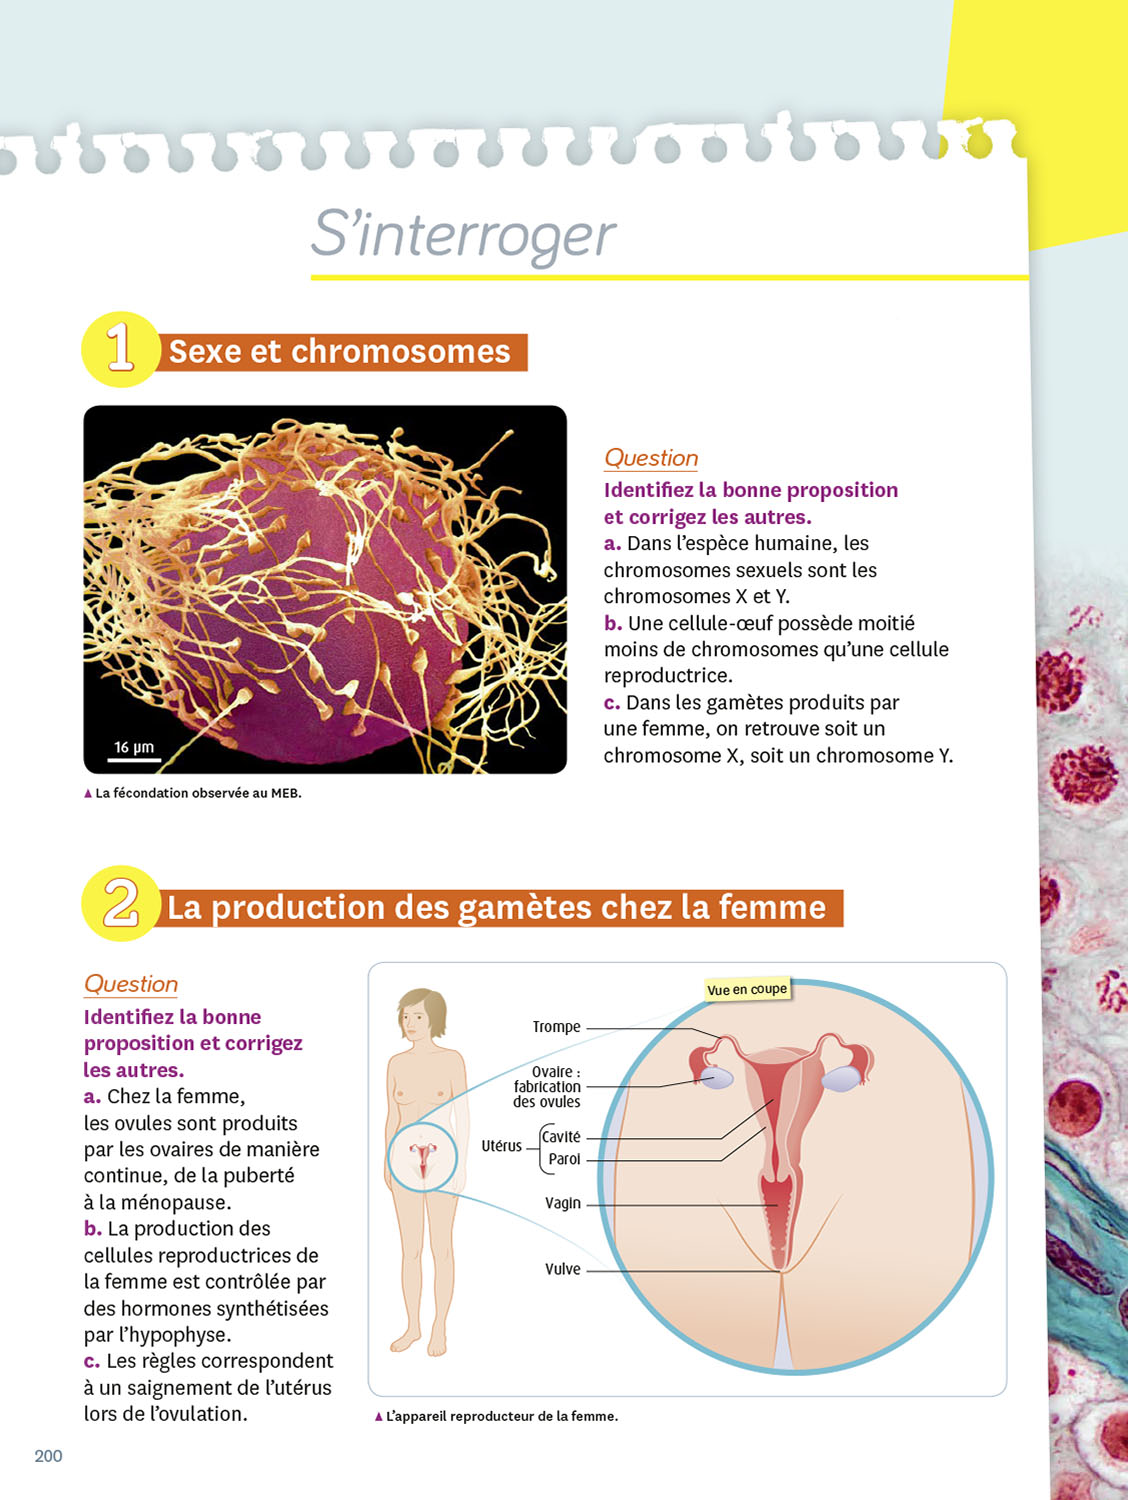 S'interroger
1
Sexe et chromosomes
16 µm
▲ La fécondation observée au MEB.
Question
Identifiez la bonne proposition
et corrigez les autres.
a. Dans l'espèce humaine, les
chromosomes sexuels sont les
chromosomes X et Y.
b. Une cellule-œuf possède moitié
moins de chromosomes qu'une cellule
reproductrice.
c. Dans les gamètes produits par
une femme, on retrouve soit un
chromosome X, soit un chromosome Y.
2
La production des gamètes chez la femme
Question
Identifiez la bonne
proposition et corrigez
les autres.
a. Chez la femme,
les ovules sont produits
par les ovaires de manière
continue, de la puberté
à la ménopause.
b. La production des
cellules reproductrices de
la femme est contrôlée par
des hormones synthétisées
par l'hypophyse.
c. Les règles correspondent
à un saignement de l'utérus
lors de l'ovulation.
Vue en coupe
Trompe
Ovaire :
fabrication
des ovules
Utérus
Cavité
Paroi
Vagin
Vulve
▲ L'appareil reproducteur de la femme.
200